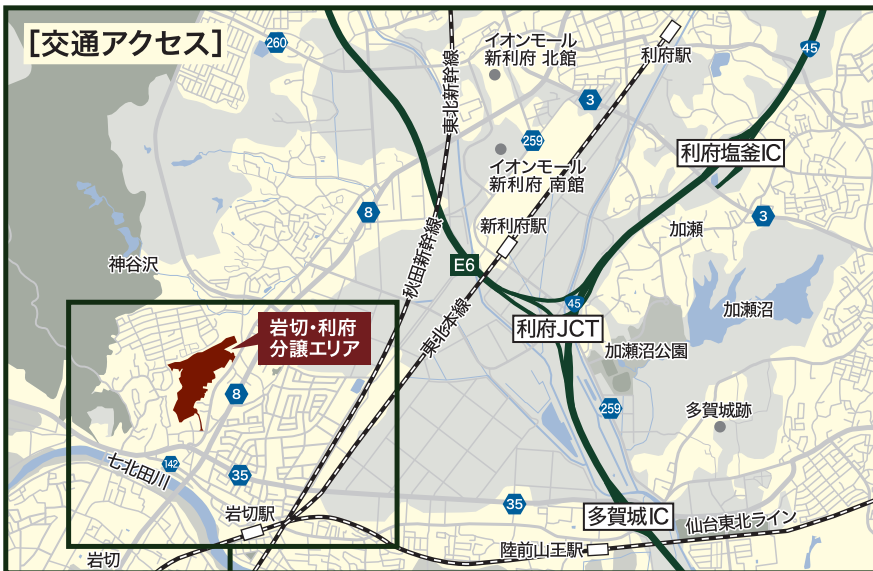 [交通アクセス]
260
東北新幹線
イオンモール
新利府 北館
利府駅
45
3
259
イオンモール
新利府 南館
利府塩釜IC
8
新利府駅
加瀬
3
神谷沢
秋田新幹線
E6
東北本線
45
加瀬沼
岩切・利府
分譲エリア
利府JCT
加瀬沼公園
8
259
多賀城跡
七北田川
142
35
35
岩切駅
多賀城IC
仙台東北ライン
岩切
陸前山王駅